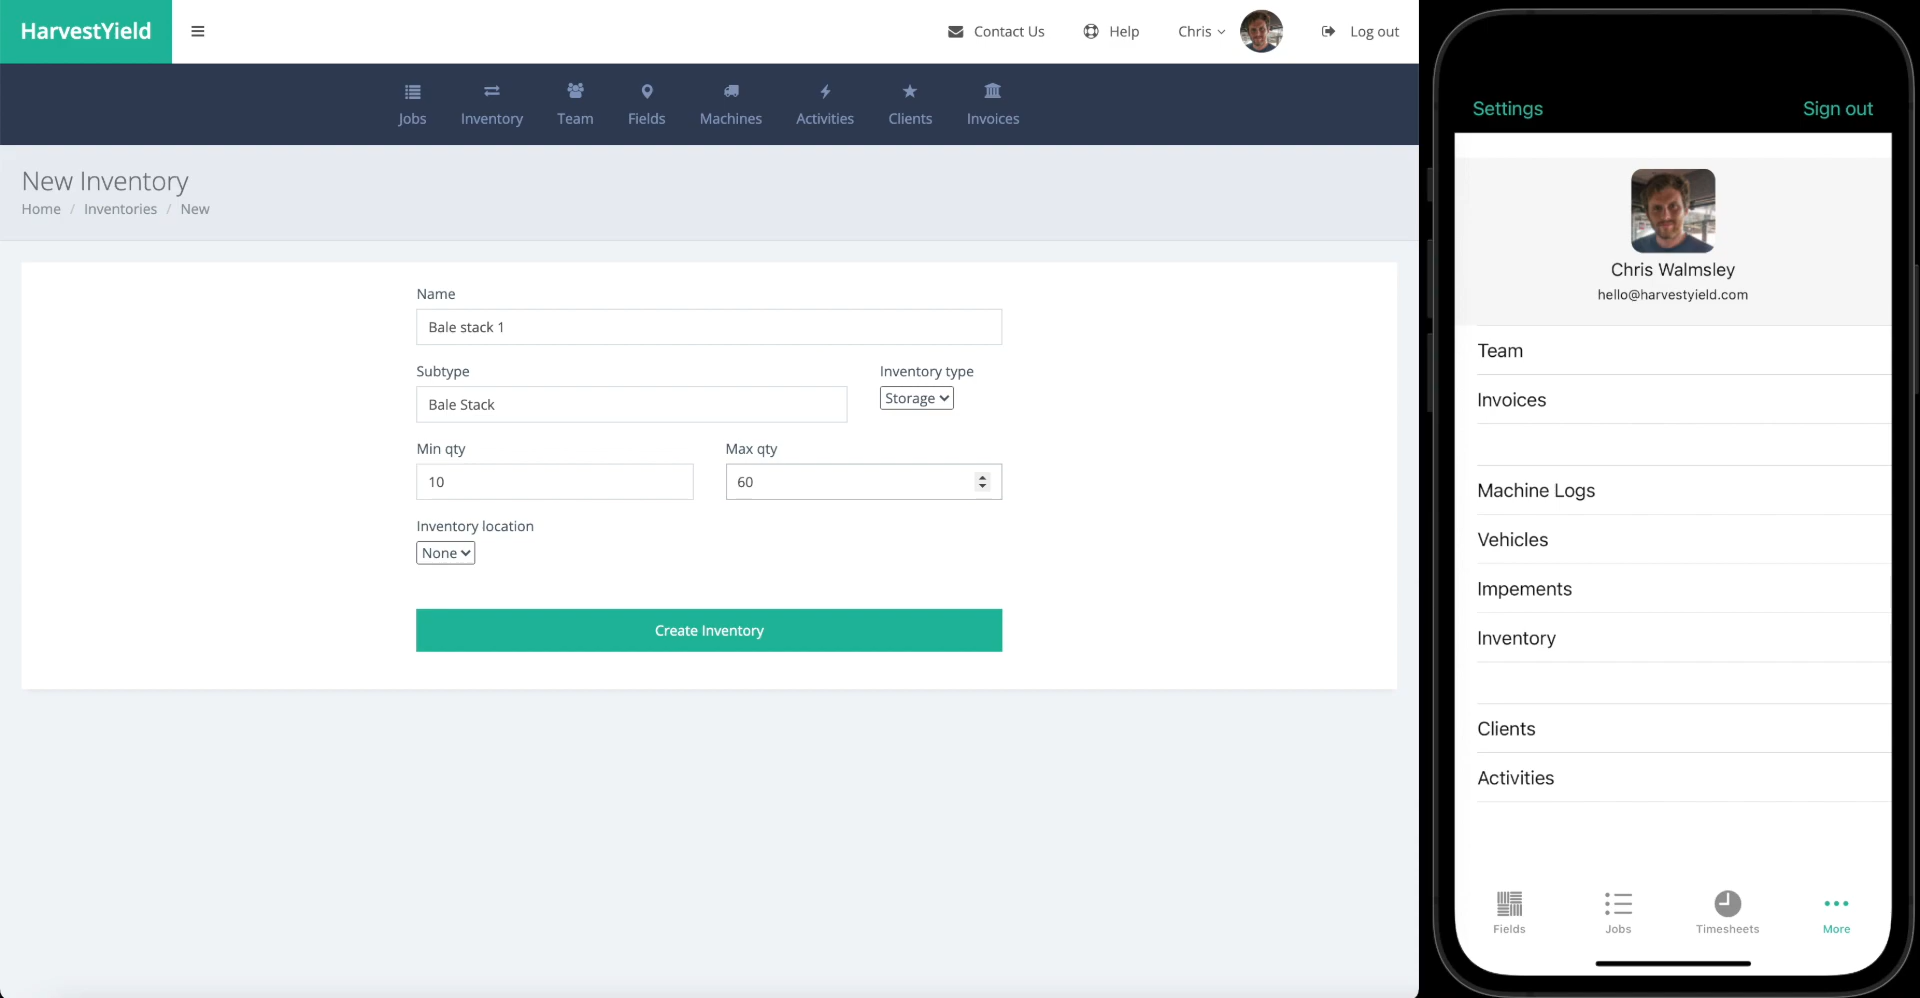 HarvestYield
Contact Us
Help
Chris
Log out
Jobs
Inventory
Team
Fields
Machines
Activities
Clients
Invoices
New Inventory
Home / Inventories / New
Name
Bale stack 1
Subtype
Inventory type
Bale Stack
Storage
Min qty
Max qty
10
60
Inventory location
None
Create Inventory
Settings
Sign out
Chris Walmsley
hello@harvestyield.com
Team
Invoices
Machine Logs
Vehicles
Impements
Inventory
Clients
Activities
Fields
Jobs
Timesheets
More